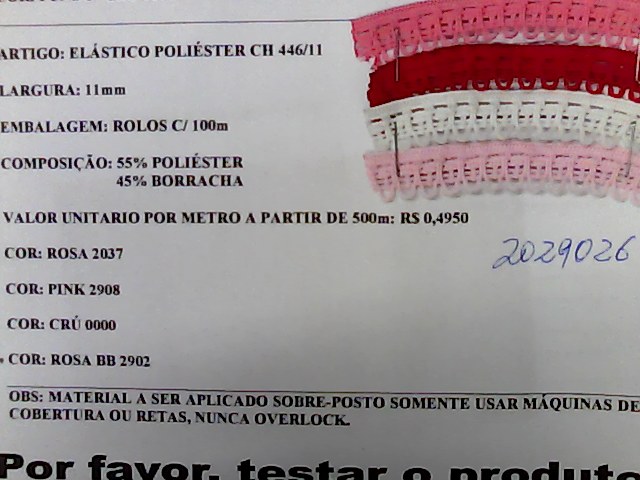 ARTIGO: ELÁSTICO POLIÉSTER CH 446/11
LARGURA: 11mm
EMBALAGEM: ROLOS C/ 100m
COMPOSIÇÃO: 55% POLIÉSTER
45% BORRACHA
VALOR UNITARIO POR METRO A PARTIR DE 500m: R$ 0,4950
2029026
COR: ROSA 2037
COR: PINK 2908
COR: CRÚ 0000
COR: ROSA BB 2902
OBS: MATERIAL A SER APLICADO SOBRE-POSTO SOMENTE USAR MÁQUINAS DE
COBERTURA OU RETAS, NUNCA OVERLOCK.
Por favor, testar o produto